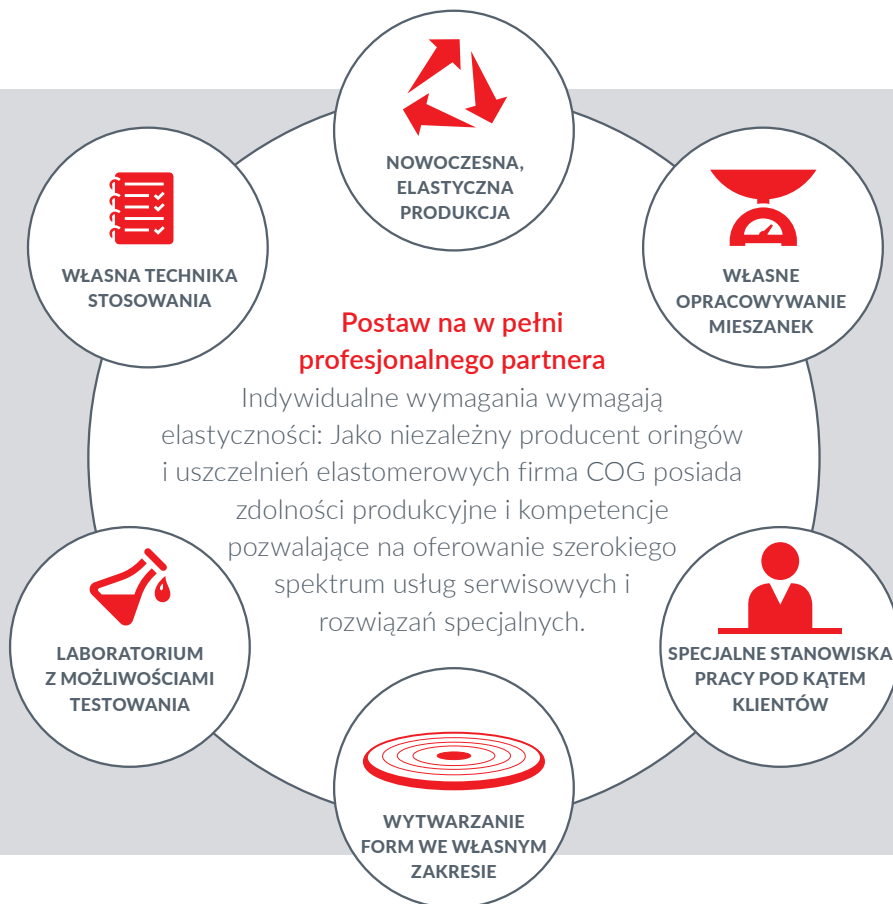 NOWOCZESNA,
ELASTYCZNA
PRODUKCJA
WŁASNA TECHNIKA
STOSOWANIA
WŁASNE
OPRACOWYWANIE
MIESZANEK
Postaw na w pełni
profesjonalnego partnera
Indywidualne wymagania wymagają
elastyczności: Jako niezależny producent oringów
i uszczelnień elastomerowych firma COG posiada
zdolności produkcyjne i kompetencje
pozwalające na oferowanie szerokiego
spektrum usług serwisowych i
rozwiązań specjalnych.
LABORATORIUM
Z MOŻLIWOŚCIAMI
TESTOWANIA
SPECJALNE STANOWISKA
PRACY POD KĄTEM
KLIENTÓW
WYTWARZANIE
FORM WE WŁASNYM
ZAKRESIE